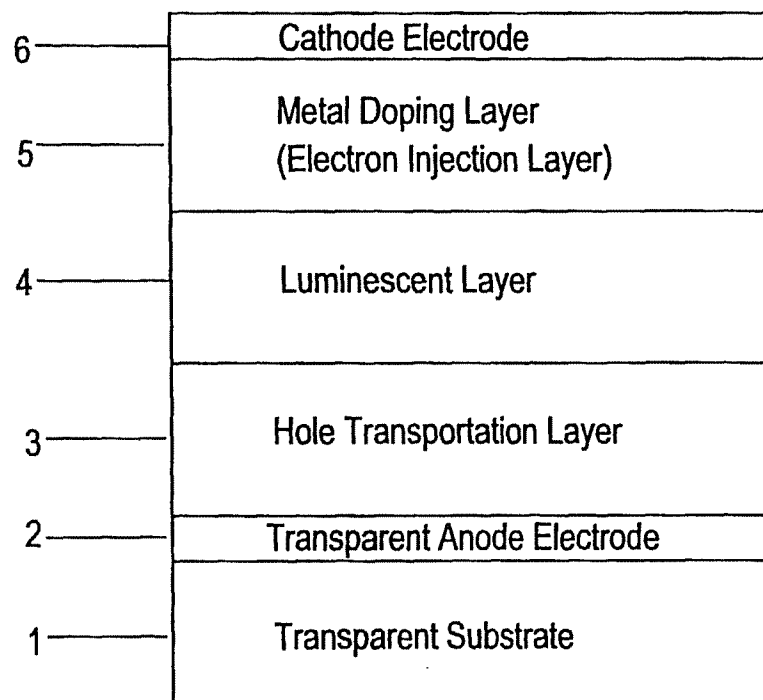 6 Cathode Electrode
5 Metal Doping Layer
(Electron Injection Layer)
4 Luminescent Layer
3 Hole Transportation Layer
2 Transparent Anode Electrode
1 Transparent Substrate